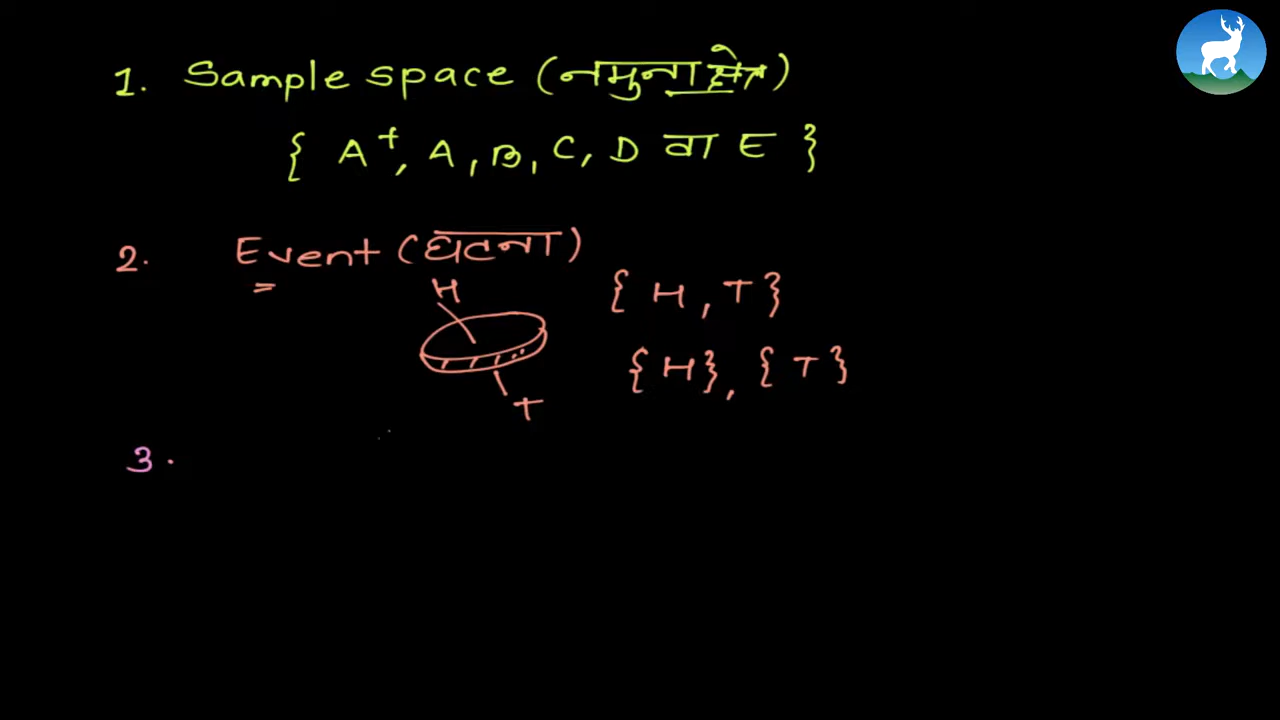 1. Sample space (नमुना क्षेत्र)
{ A⁺, A, B, C, D वा E }
2. Event (घटना)
H
{ H, T }
{ H }, { T }
T
3.